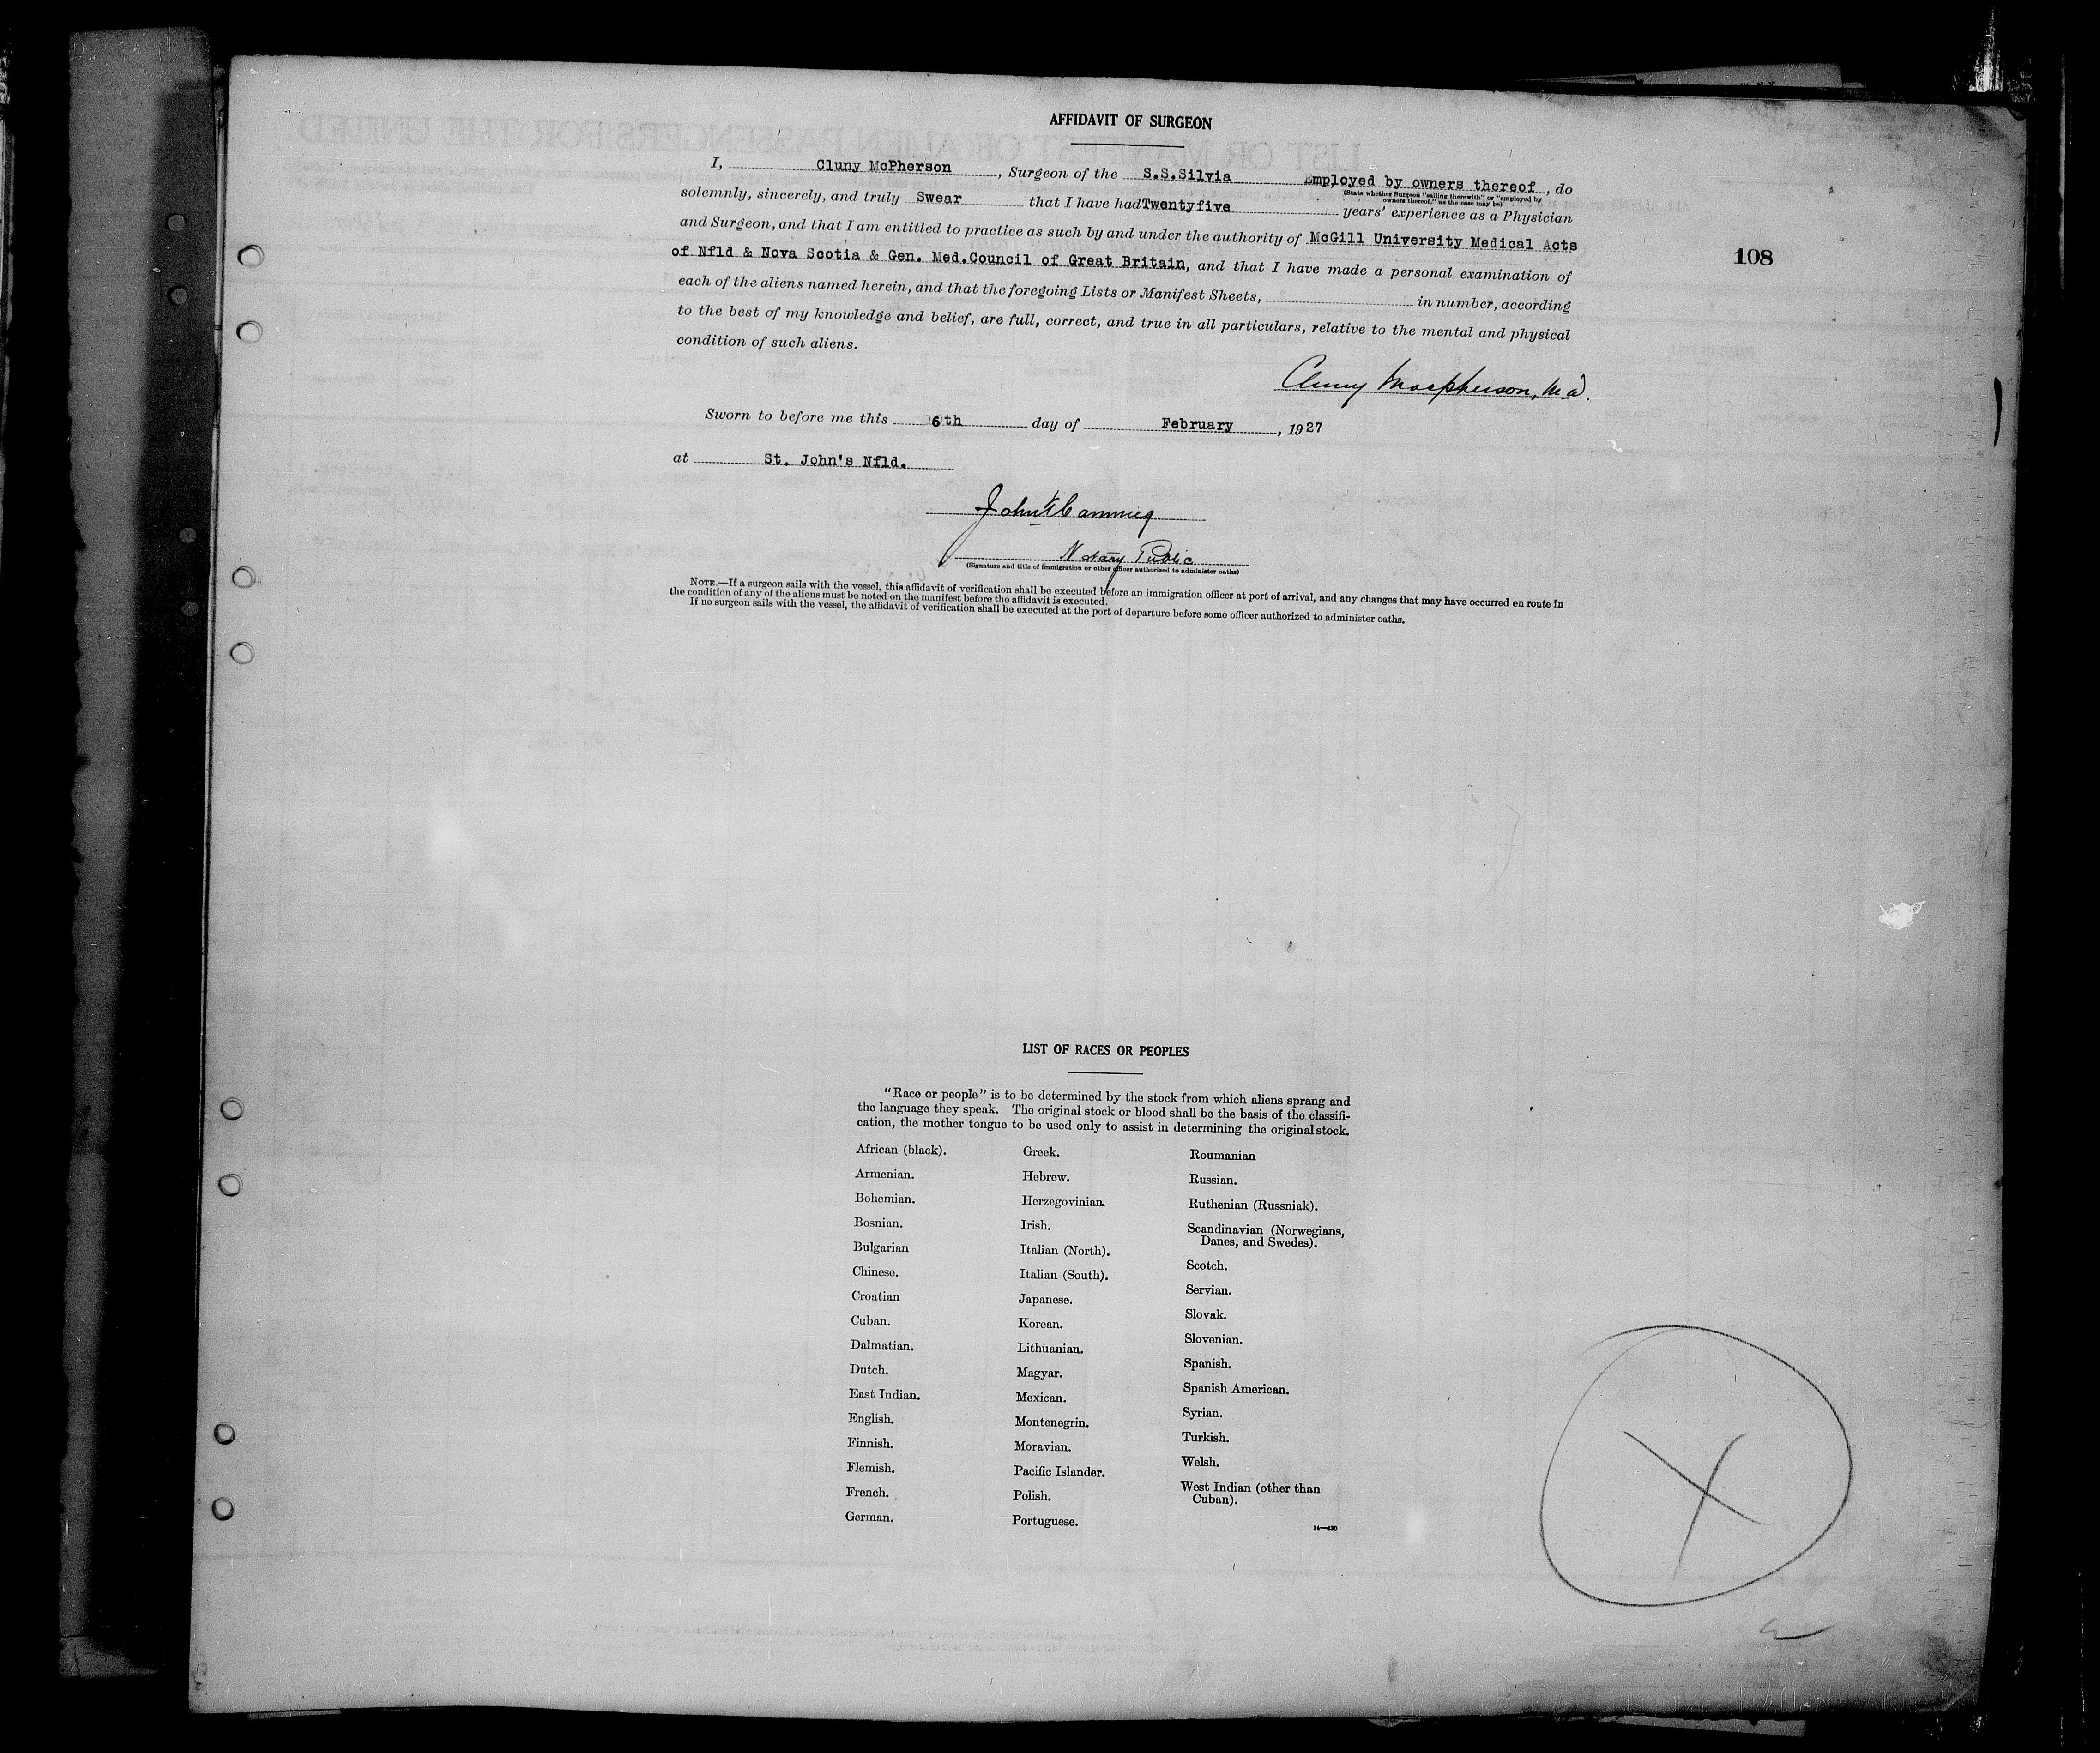 AFFIDAVIT OF SURGEON
I, Cluny McPherson, Surgeon of the S.S.Silvia Employed by owners thereof, do
(State whether Surgeon "sailing therewith" or "employed by
owners thereof," as the case may be)
solemnly, sincerely, and truly Swear that I have had Twentyfive years' experience as a Physician
and Surgeon, and that I am entitled to practice as such by and under the authority of McGill University Medical Acts
108
of Nfld & Nova Scotia & Gen. Med.Council of Great Britain, and that I have made a personal examination of
each of the aliens named herein, and that the foregoing Lists or Manifest Sheets, in number, according
to the best of my knowledge and belief, are full, correct, and true in all particulars, relative to the mental and physical
condition of such aliens.
Cluny Macpherson, M.D.
Sworn to before me this 6th day of February, 1927
at St. John's Nfld.
John Canning
Notary Public
(Signature and title of immigration or other officer authorized to administer oaths)
NOTE.—If a surgeon sails with the vessel, this affidavit of verification shall be executed before an immigration officer at port of arrival, and any changes that may have occurred en route in
the condition of any of the aliens must be noted on the manifest before the affidavit is executed.
If no surgeon sails with the vessel, the affidavit of verification shall be executed at the port of departure before some officer authorized to administer oaths.
LIST OF RACES OR PEOPLES
"Race or people" is to be determined by the stock from which aliens sprang and
the language they speak. The original stock or blood shall be the basis of the classifi-
cation, the mother tongue to be used only to assist in determining the original stock.
African (black).
Armenian.
Bohemian.
Bosnian.
Bulgarian
Chinese.
Croatian
Cuban.
Dalmatian.
Dutch.
East Indian.
English.
Finnish.
Flemish.
French.
German.
Greek.
Hebrew.
Herzegovinian.
Irish.
Italian (North).
Italian (South).
Japanese.
Korean.
Lithuanian.
Magyar.
Mexican.
Montenegrin.
Moravian.
Pacific Islander.
Polish.
Portuguese.
Roumanian
Russian.
Ruthenian (Russniak).
Scandinavian (Norwegians,
Danes, and Swedes).
Scotch.
Servian.
Slovak.
Slovenian.
Spanish.
Spanish American.
Syrian.
Turkish.
Welsh.
West Indian (other than
Cuban).
14—430
X